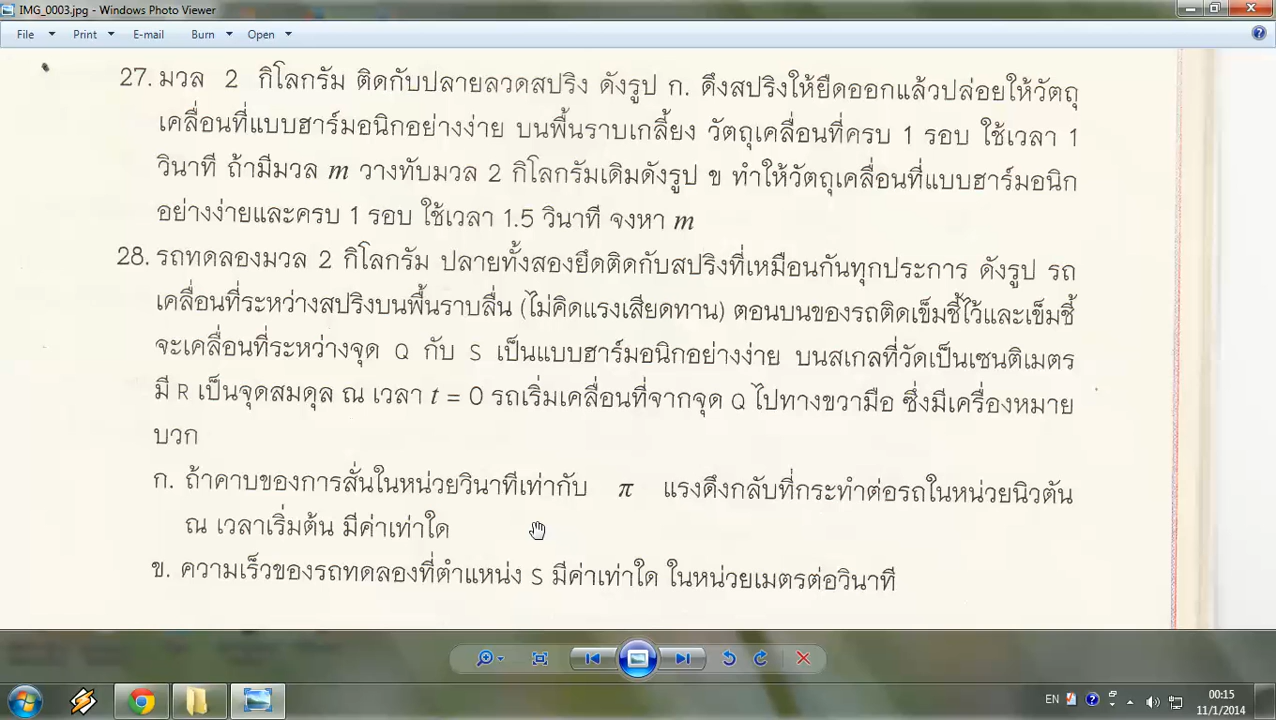 IMG_0003.jpg - Windows Photo Viewer
File Print E-mail Burn Open
27. มวล 2 กิโลกรัม ติดกับปลายลวดสปริง ดังรูป ก. ดึงสปริงให้ยืดออกแล้วปล่อยให้วัตถุ
เคลื่อนที่แบบฮาร์มอนิกอย่างง่าย บนพื้นราบเกลี้ยง วัตถุเคลื่อนที่ครบ 1 รอบ ใช้เวลา 1
วินาที ถ้ามีมวล m วางทับมวล 2 กิโลกรัมเดิมดังรูป ข ทำให้วัตถุเคลื่อนที่แบบฮาร์มอนิก
อย่างง่ายและครบ 1 รอบ ใช้เวลา 1.5 วินาที จงหา m
28. รถทดลองมวล 2 กิโลกรัม ปลายทั้งสองยึดติดกับสปริงที่เหมือนกันทุกประการ ดังรูป รถ
เคลื่อนที่ระหว่างสปริงบนพื้นราบลื่น (ไม่คิดแรงเสียดทาน) ตอนบนของรถติดเข็มชี้ไว้และเข็มชี้
จะเคลื่อนที่ระหว่างจุด Q กับ S เป็นแบบฮาร์มอนิกอย่างง่าย บนสเกลที่วัดเป็นเซนติเมตร
มี R เป็นจุดสมดุล ณ เวลา t = 0 รถเริ่มเคลื่อนที่จากจุด Q ไปทางขวามือ ซึ่งมีเครื่องหมาย
บวก
ก. ถ้าคาบของการสั่นในหน่วยวินาทีเท่ากับ π แรงดึงกลับที่กระทำต่อรถในหน่วยนิวตัน
ณ เวลาเริ่มต้น มีค่าเท่าใด
ข. ความเร็วของรถทดลองที่ตำแหน่ง S มีค่าเท่าใด ในหน่วยเมตรต่อวินาที
EN 00:15
11/1/2014